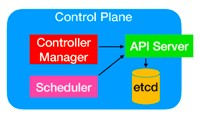 Control Plane
Controller
Manager
API Server
Scheduler
etcd